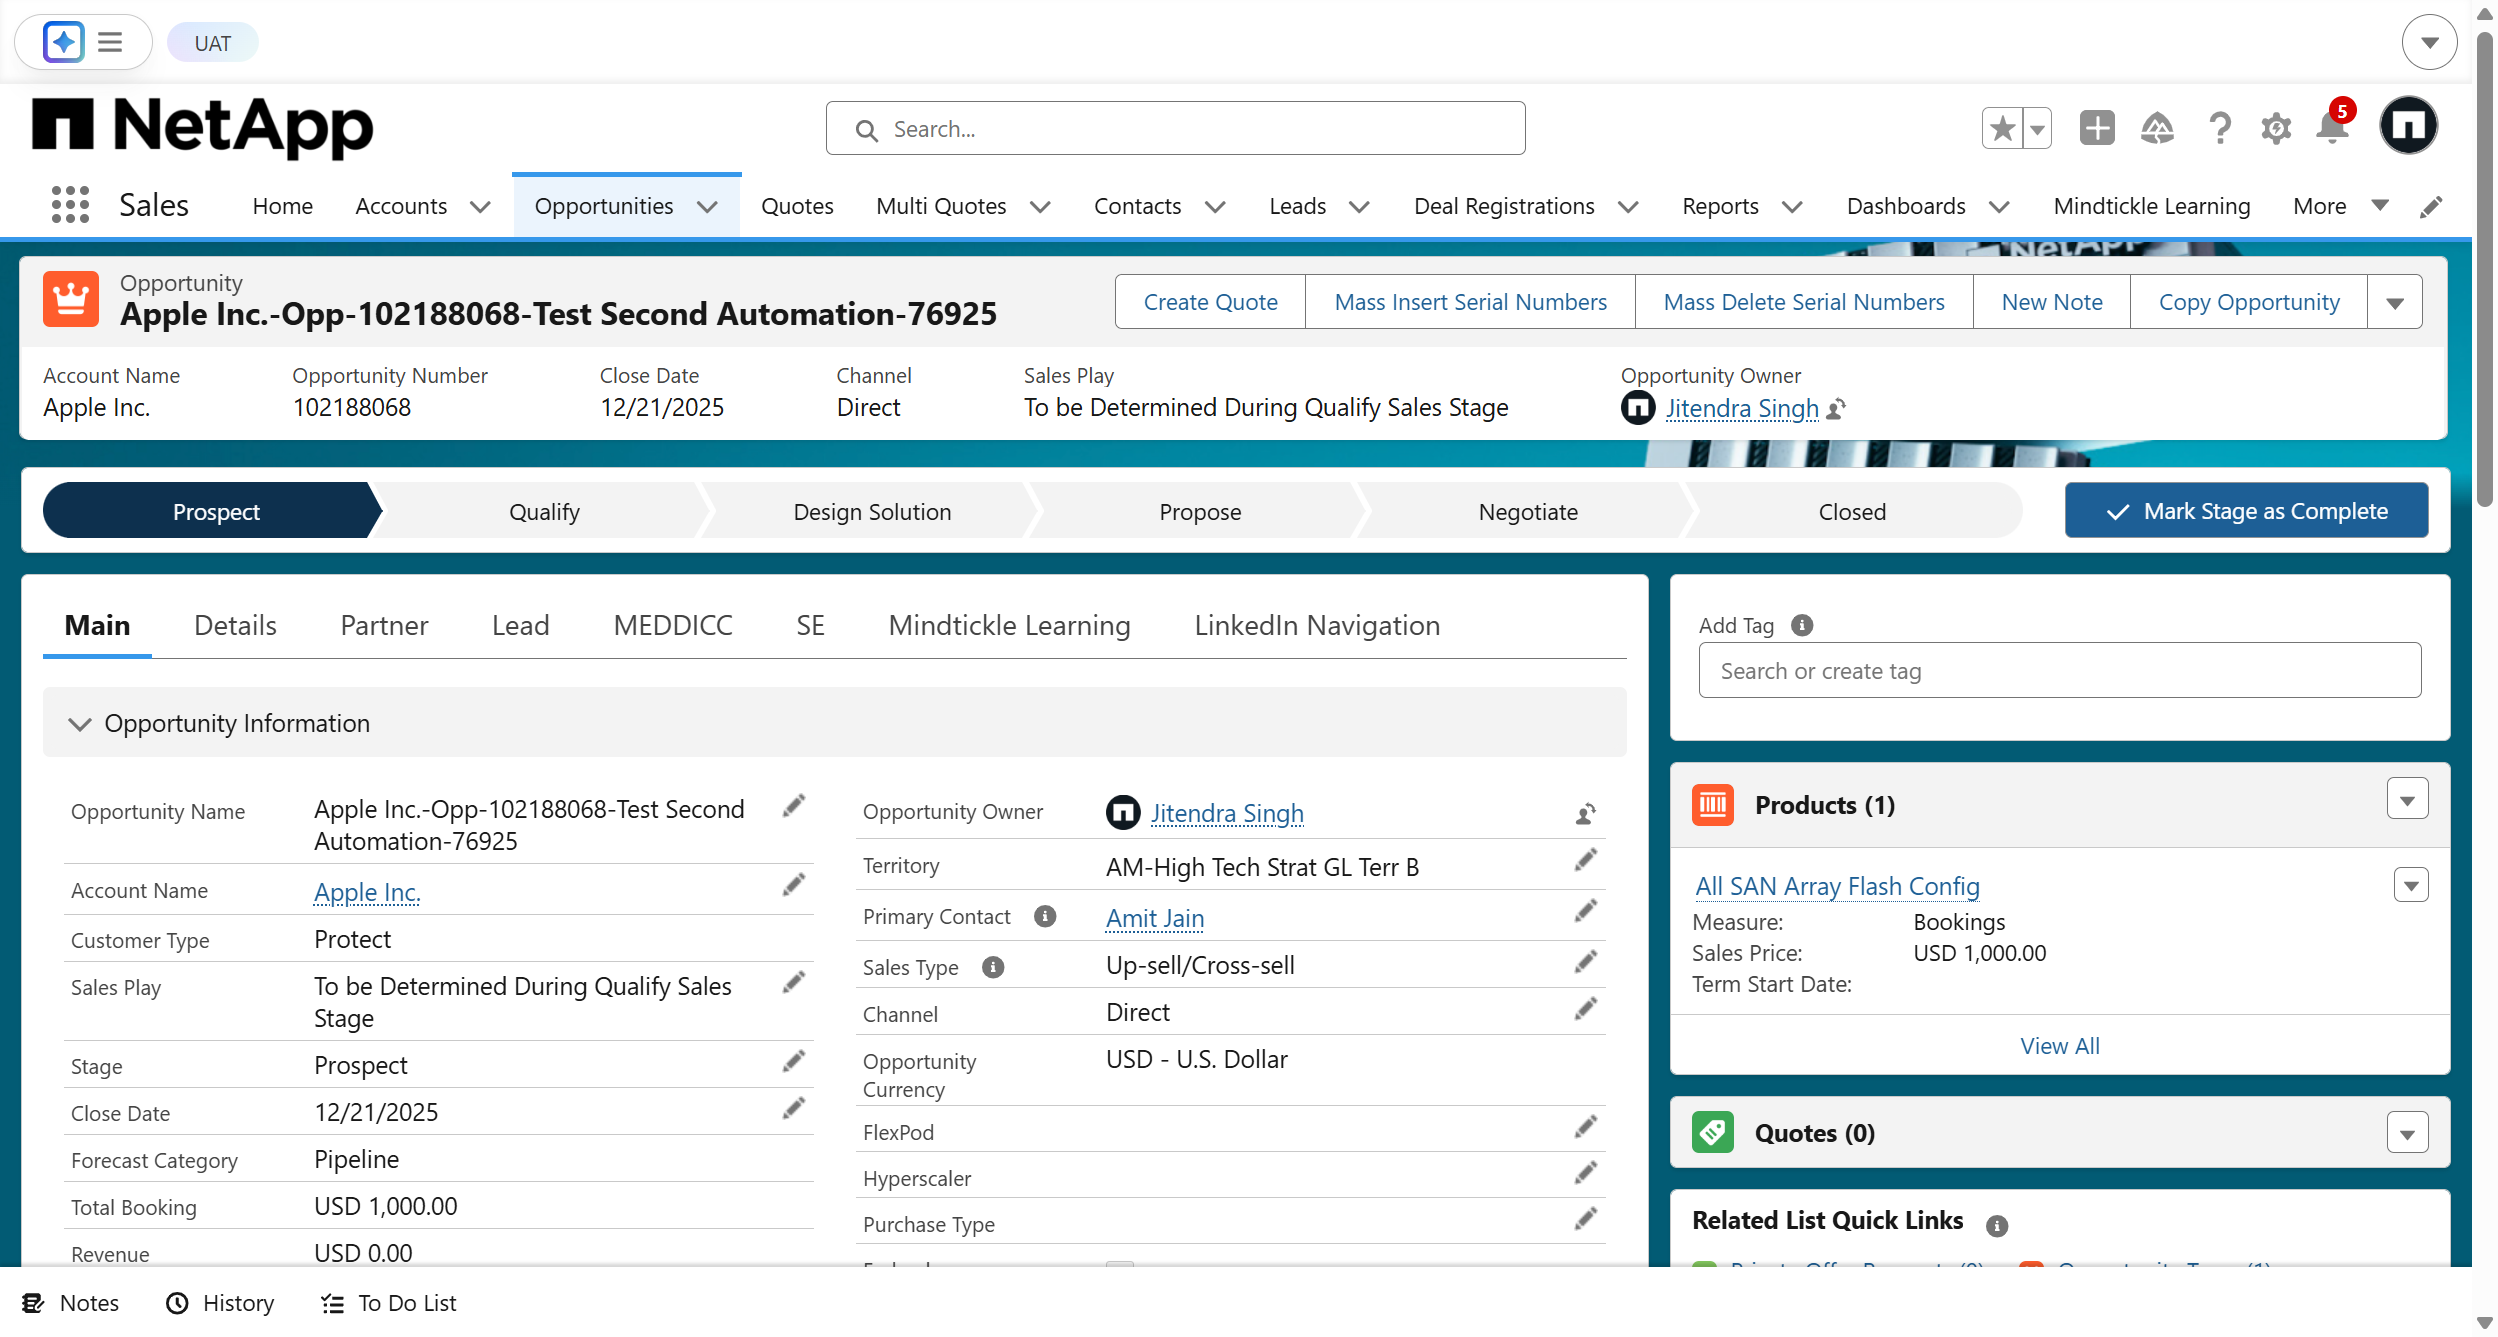 UAT
NetApp
Search...
5
Sales
Home
Accounts
Opportunities
Quotes
Multi Quotes
Contacts
Leads
Deal Registrations
Reports
Dashboards
Mindtickle Learning
More
NetApp
Opportunity
Apple Inc.-Opp-102188068-Test Second Automation-76925
Create Quote
Mass Insert Serial Numbers
Mass Delete Serial Numbers
New Note
Copy Opportunity
Account Name
Apple Inc.
Opportunity Number
102188068
Close Date
12/21/2025
Channel
Direct
Sales Play
To be Determined During Qualify Sales Stage
Opportunity Owner
Jitendra Singh
Prospect
Qualify
Design Solution
Propose
Negotiate
Closed
Mark Stage as Complete
Main
Details
Partner
Lead
MEDDICC
SE
Mindtickle Learning
LinkedIn Navigation
Opportunity Information
Opportunity Name
Apple Inc.-Opp-102188068-Test Second
Automation-76925
Account Name
Apple Inc.
Customer Type
Protect
Sales Play
To be Determined During Qualify Sales
Stage
Stage
Prospect
Close Date
12/21/2025
Forecast Category
Pipeline
Total Booking
USD 1,000.00
Revenue
USD 0.00
Opportunity Owner
Jitendra Singh
Territory
AM-High Tech Strat GL Terr B
Primary Contact
Amit Jain
Sales Type
Up-sell/Cross-sell
Channel
Direct
Opportunity
Currency
USD - U.S. Dollar
FlexPod
Hyperscaler
Purchase Type
Add Tag
Search or create tag
Products (1)
All SAN Array Flash Config
Measure:
Bookings
Sales Price:
USD 1,000.00
Term Start Date:
View All
Quotes (0)
Related List Quick Links
Notes
History
To Do List